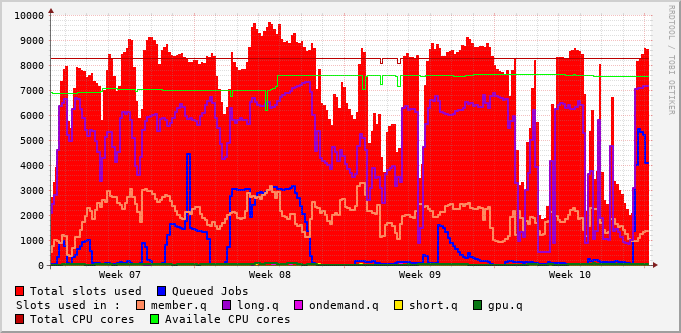 10000
9000
8000
7000
6000
5000
4000
3000
2000
1000
0
Week 07 Week 08 Week 09 Week 10
Total slots used Queued Jobs
Slots used in : member.q long.q ondemand.q short.q gpu.q
Total CPU cores Availale CPU cores
RRDTOOL / TOBI OETIKER